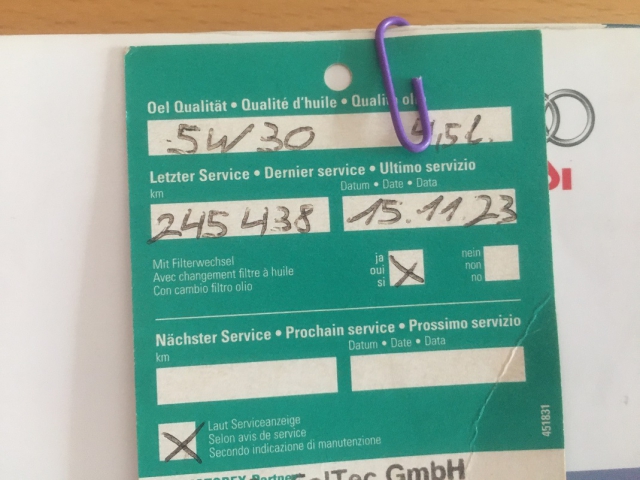 Oel Qualität • Qualité d'huile • Qualità
5W30 4,5L.
Letzter Service • Dernier service • Ultimo servizio
km Datum • Date • Data
245438 15.11.23
Mit Filterwechsel
Avec changement filtre à huile
Con cambio filtro olio
ja
oui
si
nein
non
no
Nächster Service • Prochain service • Prossimo servizio
km Datum • Date • Data
Laut Serviceanzeige
Selon avis de service
Secondo indicazione di manutenzione
451831
Partner
GmbH